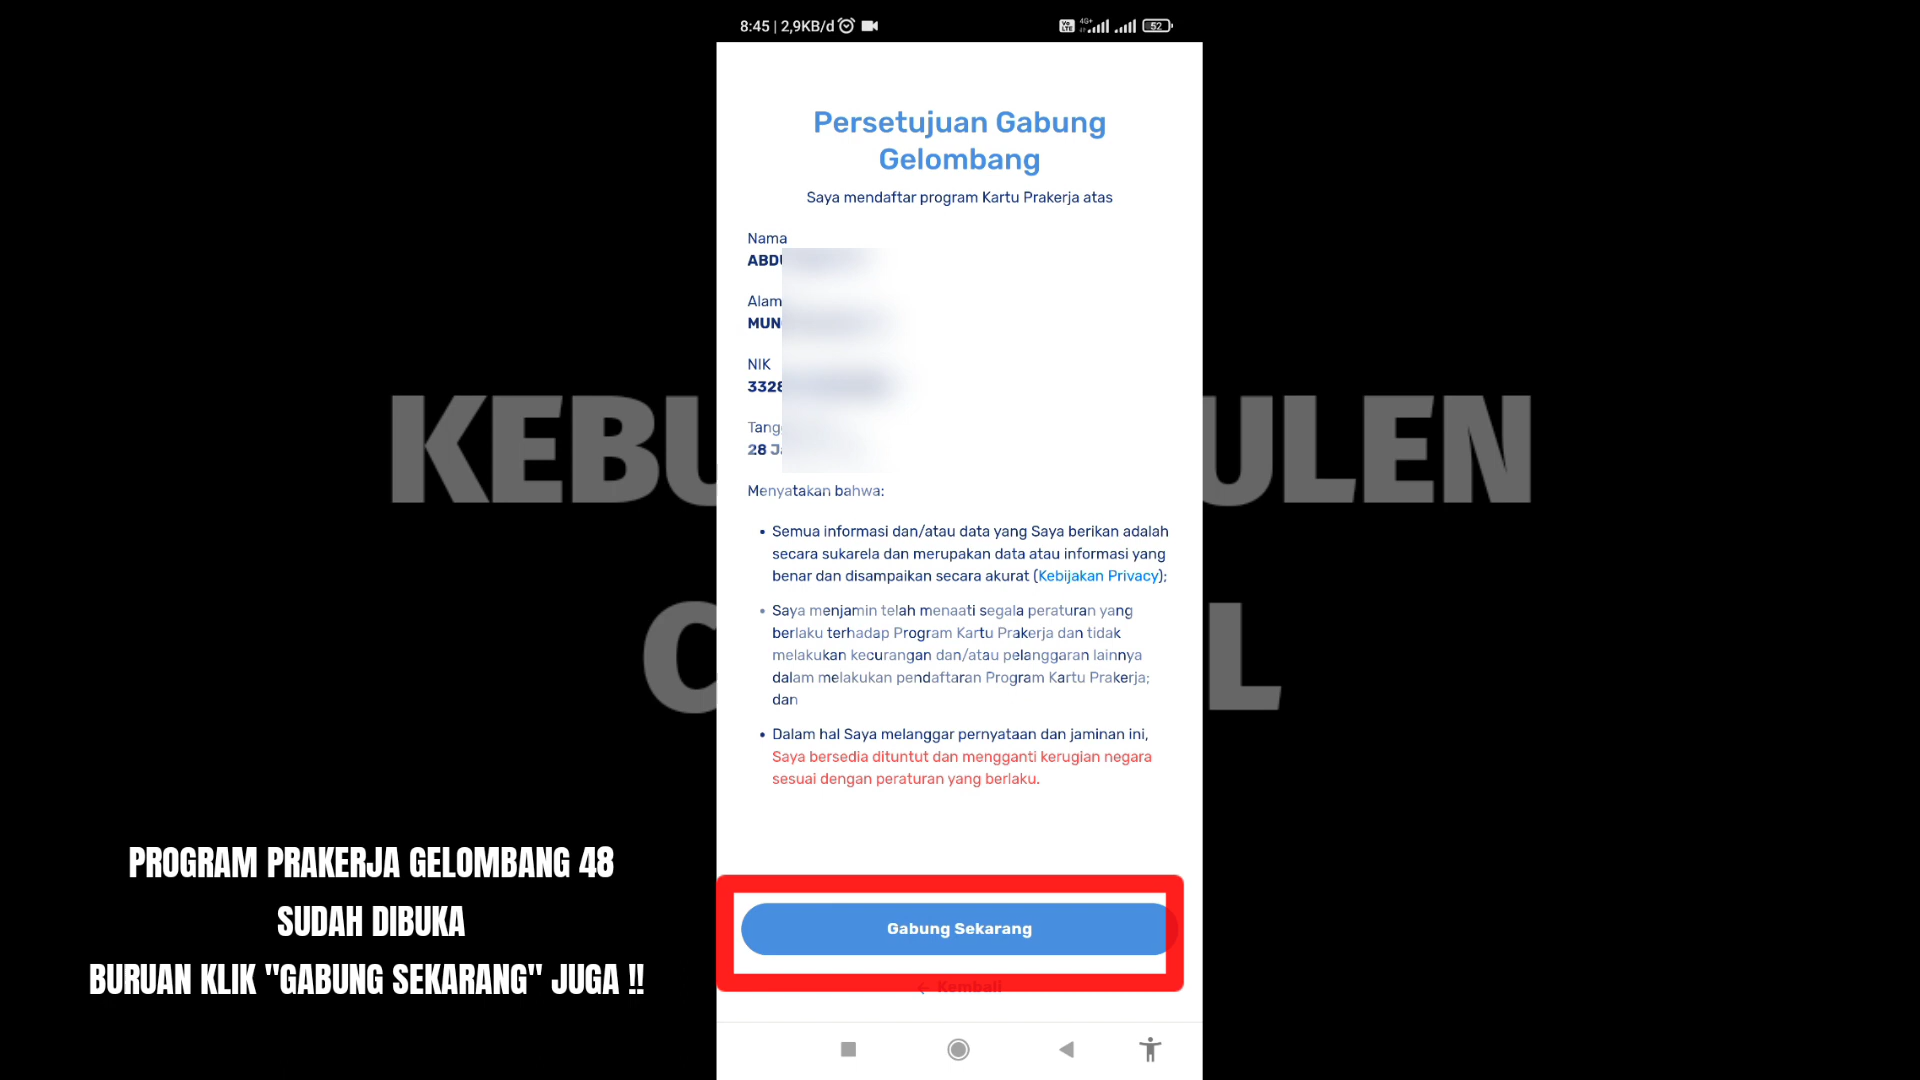 8:45 | 2,9KB/d
Vo LTE 4G+ 52
Persetujuan Gabung
Gelombang
Saya mendaftar program Kartu Prakerja atas
Nama
Alam
NIK
3328
28
Menyatakan bahwa:
• Semua informasi dan/atau data yang Saya berikan adalah
secara sukarela dan merupakan data atau informasi yang
benar dan disampaikan secara akurat (Kebijakan Privacy);
• Saya menjamin telah menaati segala peraturan yang
berlaku terhadap Program Kartu Prakerja dan tidak
melakukan kecurangan dan/atau pelanggaran lainnya
dalam melakukan pendaftaran Program Kartu Prakerja;
dan
• Dalam hal Saya melanggar pernyataan dan jaminan ini,
Saya bersedia dituntut dan mengganti kerugian negara
sesuai dengan peraturan yang berlaku.
Gabung Sekarang
← Kembali
PROGRAM PRAKERJA GELOMBANG 48
SUDAH DIBUKA
BURUAN KLIK "GABUNG SEKARANG" JUGA !!